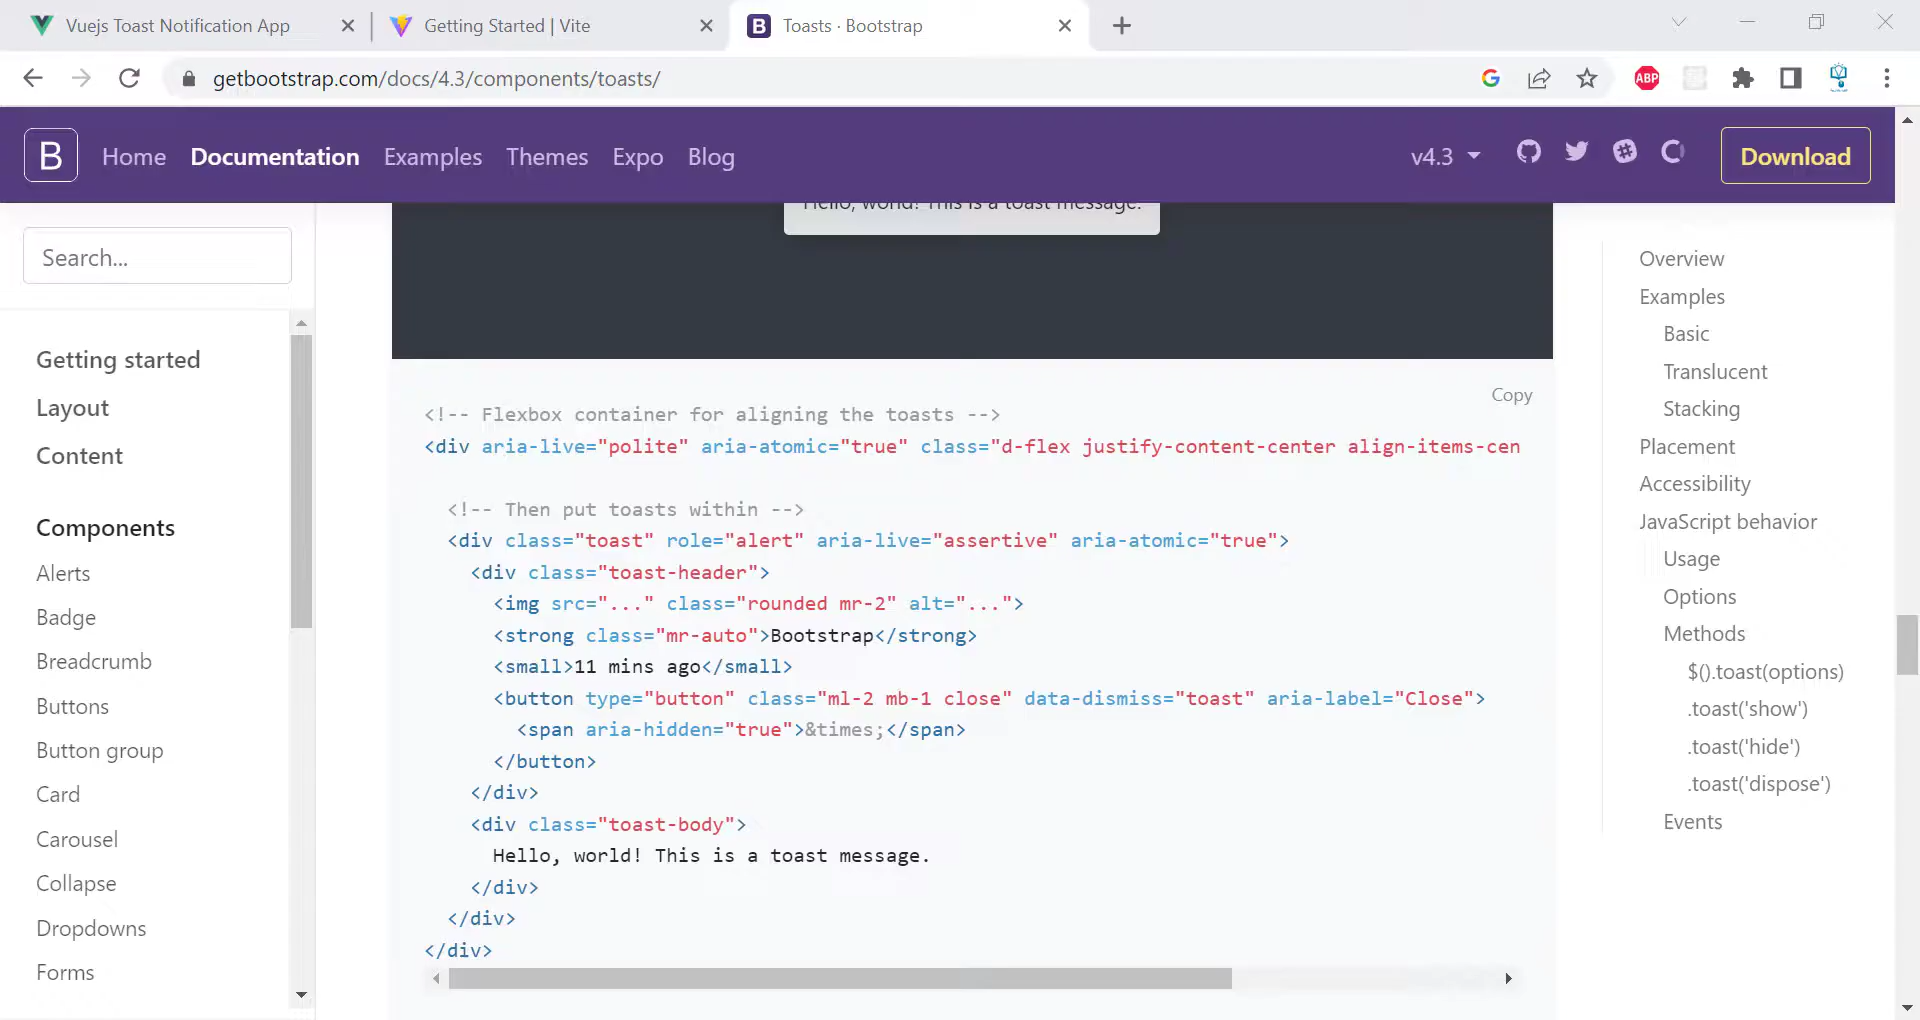 Vuejs Toast Notification App
Getting Started | Vite
Toasts · Bootstrap
getbootstrap.com/docs/4.3/components/toasts/
ABP
B
Home
Documentation
Examples
Themes
Expo
Blog
v4.3
Download
Search...
Getting started
Layout
Content
Components
Alerts
Badge
Breadcrumb
Buttons
Button group
Card
Carousel
Collapse
Dropdowns
Forms
Hello, world! This is a toast message.
Copy
<!-- Flexbox container for aligning the toasts -->
<div aria-live="polite" aria-atomic="true" class="d-flex justify-content-center align-items-cen
<!-- Then put toasts within -->
<div class="toast" role="alert" aria-live="assertive" aria-atomic="true">
<div class="toast-header">
<img src="..." class="rounded mr-2" alt="...">
<strong class="mr-auto">Bootstrap</strong>
<small>11 mins ago</small>
<button type="button" class="ml-2 mb-1 close" data-dismiss="toast" aria-label="Close">
<span aria-hidden="true">&times;</span>
</button>
</div>
<div class="toast-body">
Hello, world! This is a toast message.
</div>
</div>
</div>
Overview
Examples
Basic
Translucent
Stacking
Placement
Accessibility
JavaScript behavior
Usage
Options
Methods
$().toast(options)
.toast('show')
.toast('hide')
.toast('dispose')
Events